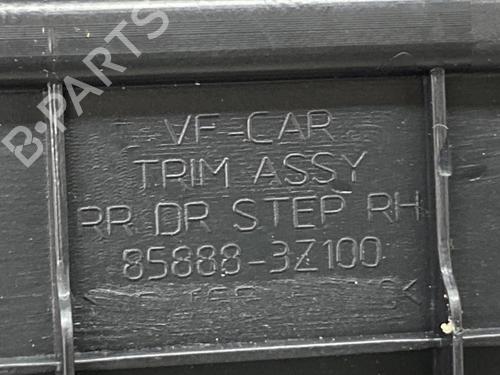 B-PARTS
VF-CAR
TRIM ASSY
RR DR STEP RH
85888-3Z100